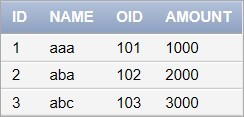 ID NAME OID AMOUNT
1 aaa 101 1000
2 aba 102 2000
3 abc 103 3000